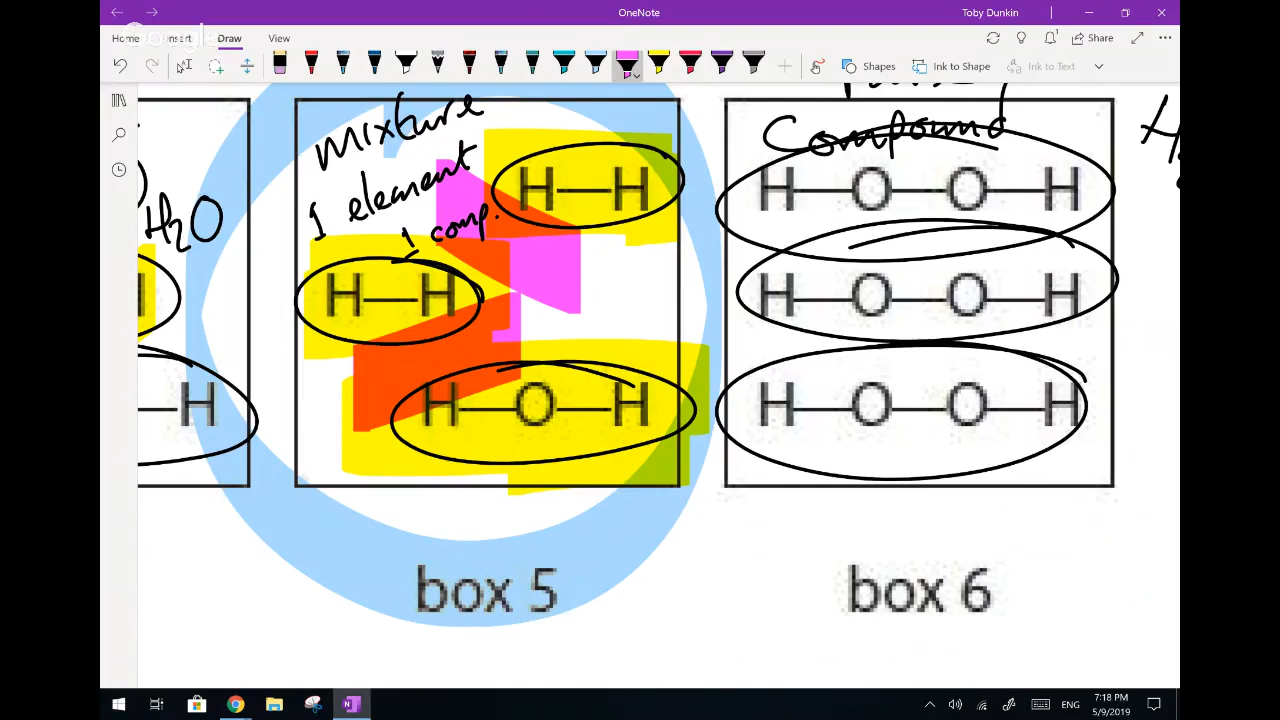 OneNote
Toby Dunkin
Google
Home Insert Draw View
Shapes Ink to Shape Ink to Text Share
Mixture
1 element
1 comp.
H2O
H—H
H—H
H—O—H
H
Compound
H—O—O—H
H—O—O—H
H—O—O—H
box 5
box 6
ENG
7:18 PM
5/9/2019